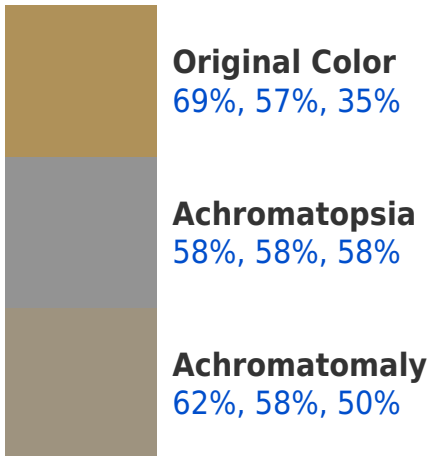 Original Color
69%, 57%, 35%
Achromatopsia
58%, 58%, 58%
Achromatomaly
62%, 58%, 50%